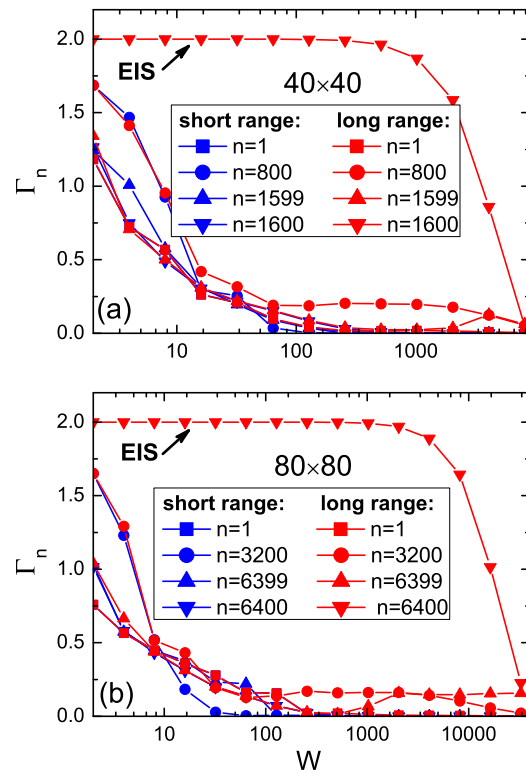 2.0
EIS
40×40
1.5
short range:
long range:
n=1
n=1
n=800
n=800
1.0
n=1599
n=1599
n=1600
n=1600
Γn
0.5
(a)
0.0
10
100
1000
2.0
EIS
80×80
1.5
short range:
long range:
n=1
n=1
n=3200
n=3200
1.0
n=6399
n=6399
n=6400
n=6400
Γn
0.5
(b)
0.0
10
100
1000
10000
W